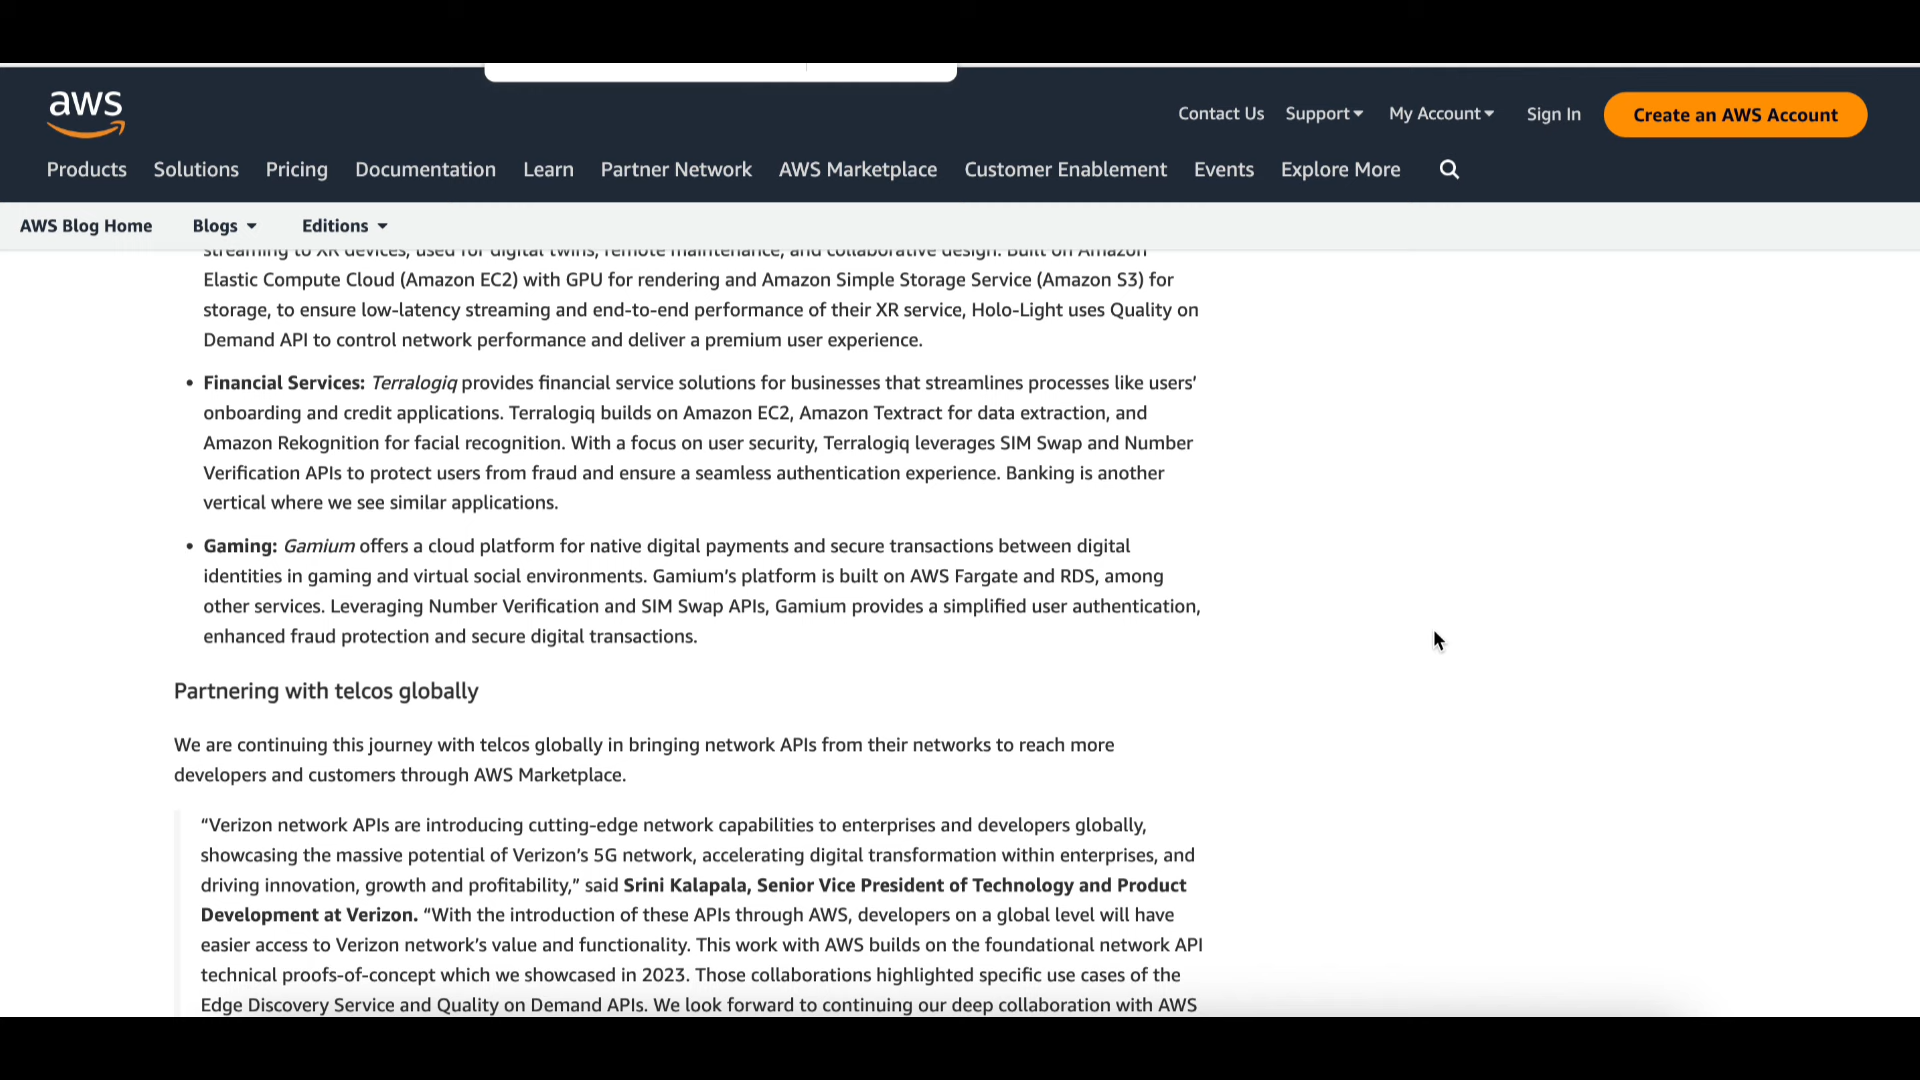 aws
Contact Us Support My Account Sign In Create an AWS Account
Products Solutions Pricing Documentation Learn Partner Network AWS Marketplace Customer Enablement Events Explore More
AWS Blog Home Blogs Editions
streaming to XR devices, used for digital twins, remote maintenance, and collaborative design. Built on Amazon
Elastic Compute Cloud (Amazon EC2) with GPU for rendering and Amazon Simple Storage Service (Amazon S3) for
storage, to ensure low-latency streaming and end-to-end performance of their XR service, Holo-Light uses Quality on
Demand API to control network performance and deliver a premium user experience.
• Financial Services: Terralogiq provides financial service solutions for businesses that streamlines processes like users’
onboarding and credit applications. Terralogiq builds on Amazon EC2, Amazon Textract for data extraction, and
Amazon Rekognition for facial recognition. With a focus on user security, Terralogiq leverages SIM Swap and Number
Verification APIs to protect users from fraud and ensure a seamless authentication experience. Banking is another
vertical where we see similar applications.
• Gaming: Gamium offers a cloud platform for native digital payments and secure transactions between digital
identities in gaming and virtual social environments. Gamium’s platform is built on AWS Fargate and RDS, among
other services. Leveraging Number Verification and SIM Swap APIs, Gamium provides a simplified user authentication,
enhanced fraud protection and secure digital transactions.
Partnering with telcos globally
We are continuing this journey with telcos globally in bringing network APIs from their networks to reach more
developers and customers through AWS Marketplace.
“Verizon network APIs are introducing cutting-edge network capabilities to enterprises and developers globally,
showcasing the massive potential of Verizon’s 5G network, accelerating digital transformation within enterprises, and
driving innovation, growth and profitability,” said Srini Kalapala, Senior Vice President of Technology and Product
Development at Verizon. “With the introduction of these APIs through AWS, developers on a global level will have
easier access to Verizon network’s value and functionality. This work with AWS builds on the foundational network API
technical proofs-of-concept which we showcased in 2023. Those collaborations highlighted specific use cases of the
Edge Discovery Service and Quality on Demand APIs. We look forward to continuing our deep collaboration with AWS